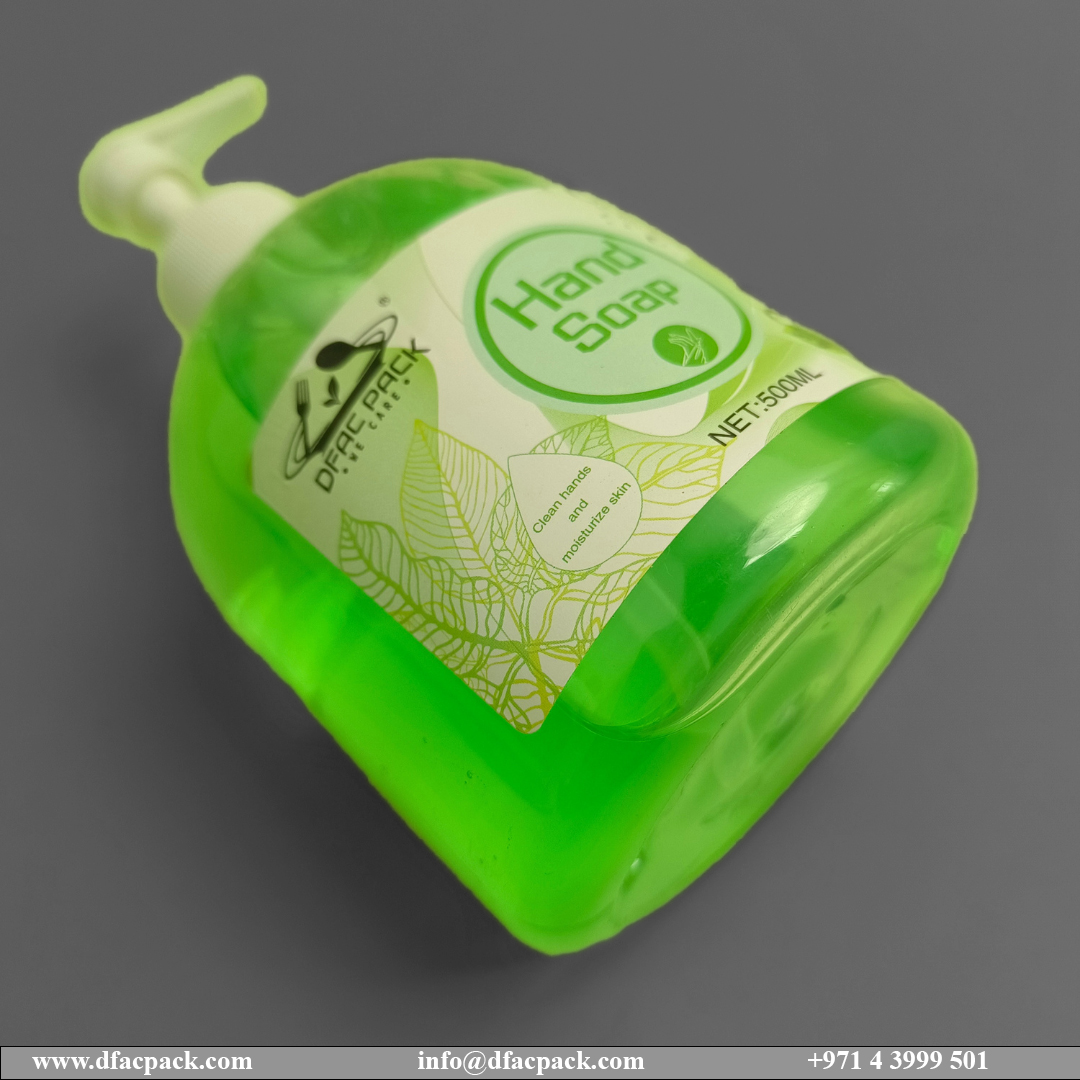 Hand
Soap
®
DFAC PACK
• WE CARE •
NET:500ML
Clean hands
and
moisturize skin
www.dfacpack.com
info@dfacpack.com
+971 4 3999 501